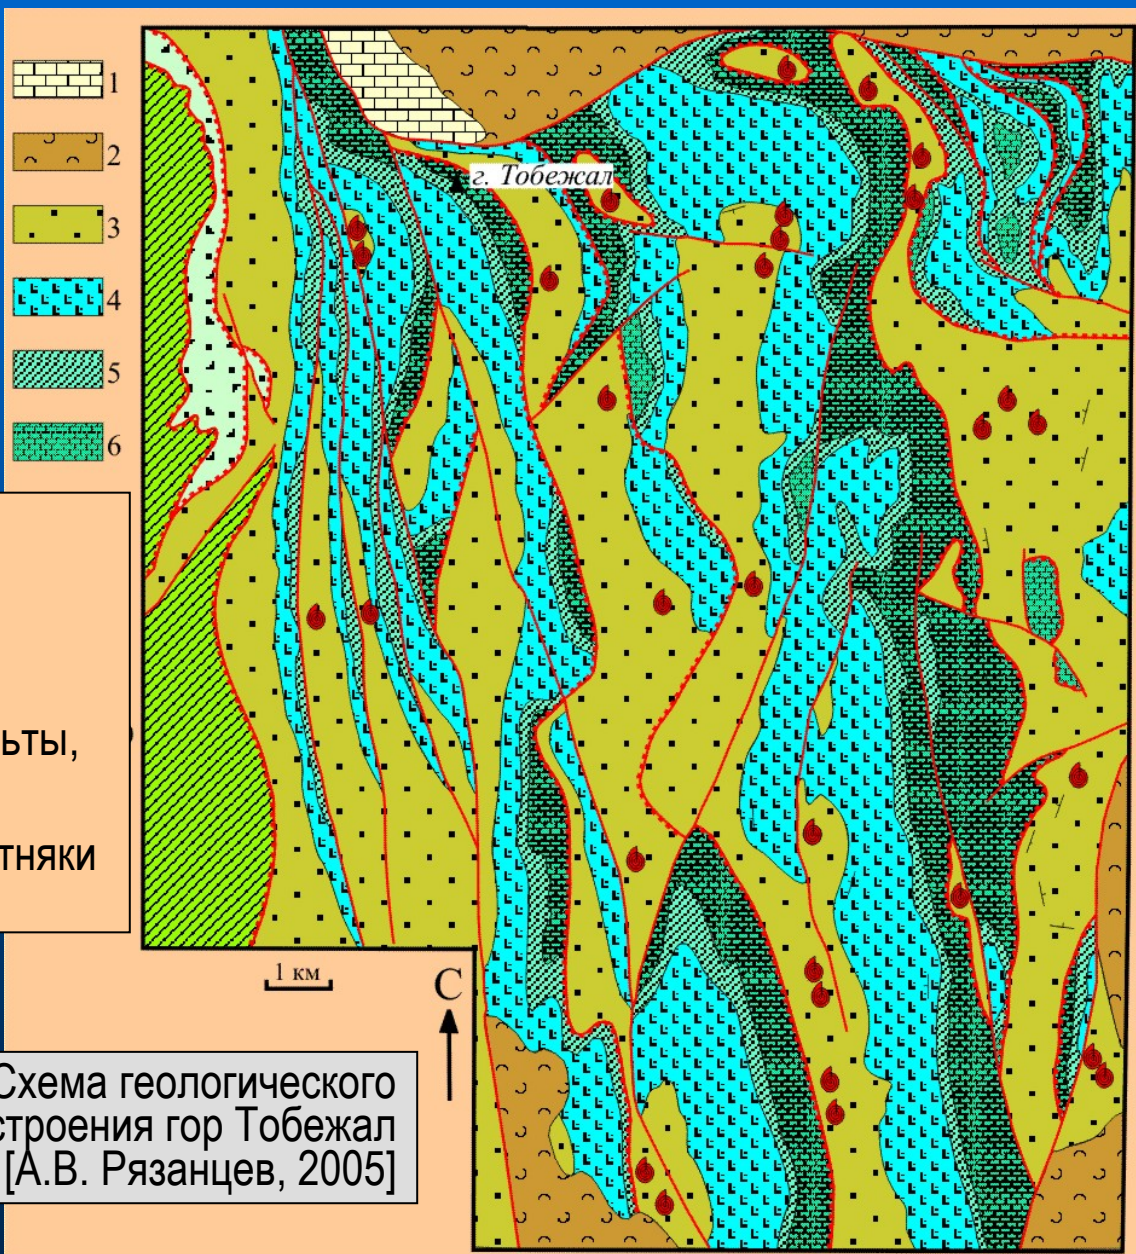 1
2
3
4
5
6
г. Тобежал
ьты,
тняки
1 км
С
Схема геологического
строения гор Тобежал
[А.В. Рязанцев, 2005]